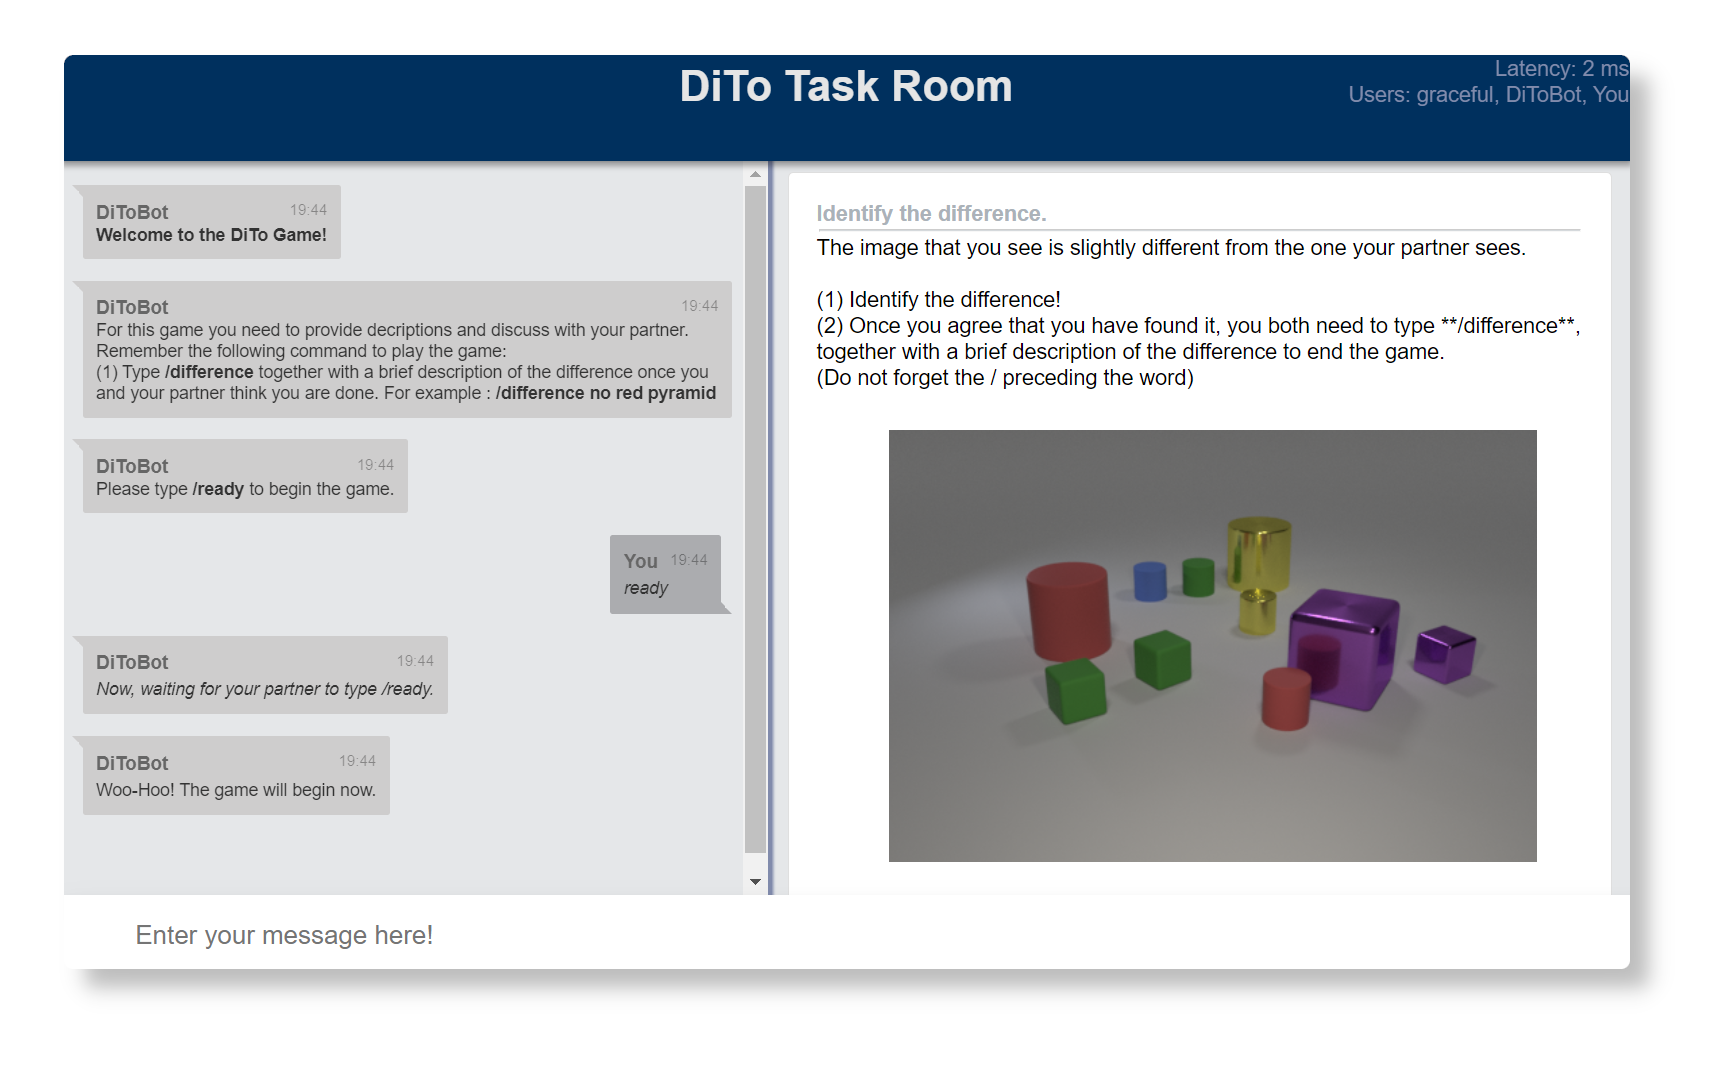 DiTo Task Room
Latency: 2 ms
Users: graceful, DiToBot, You
DiToBot 19:44
Welcome to the DiTo Game!
DiToBot 19:44
For this game you need to provide decriptions and discuss with your partner.
Remember the following command to play the game:
(1) Type /difference together with a brief description of the difference once you
and your partner think you are done. For example : /difference no red pyramid
DiToBot 19:44
Please type /ready to begin the game.
You 19:44
ready
DiToBot 19:44
Now, waiting for your partner to type /ready.
DiToBot 19:44
Woo-Hoo! The game will begin now.
Identify the difference.
The image that you see is slightly different from the one your partner sees.
(1) Identify the difference!
(2) Once you agree that you have found it, you both need to type **/difference**,
together with a brief description of the difference to end the game.
(Do not forget the / preceding the word)
Enter your message here!